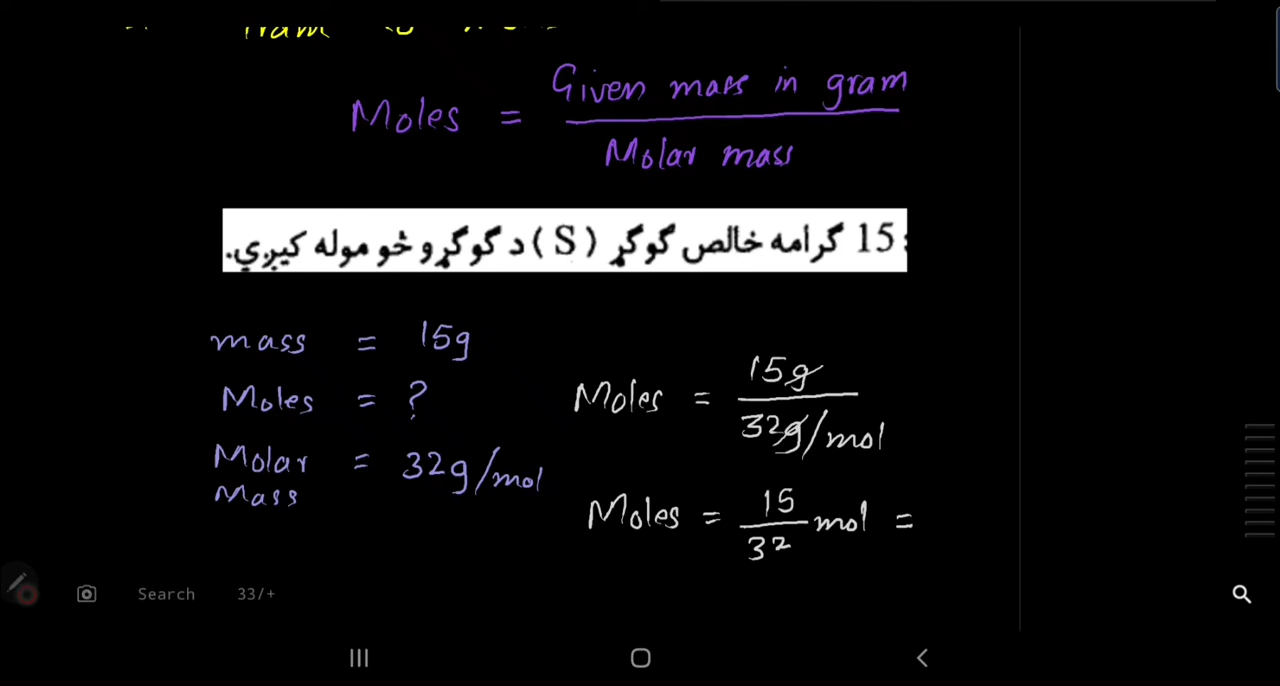 Moles = Given mass in gram / Molar mass
15 گرامه خالص ګوګړ (S) د ګوګړو څو موله کیږي.
mass = 15g
Moles = ?
Molar Mass = 32g/mol
Moles = 15g / 32g/mol
Moles = 15/32 mol =
Search 33/+